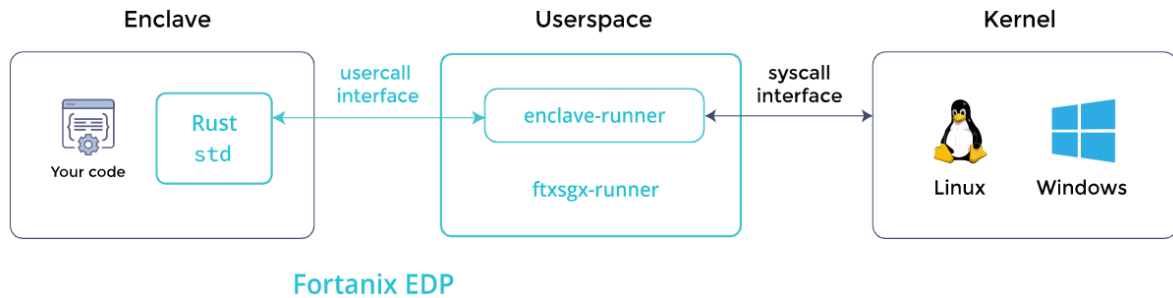 Enclave
Userspace
Kernel
usercall
interface
syscall
interface
Your code
Rust
std
enclave-runner
ftxsgx-runner
Linux
Windows
Fortanix EDP